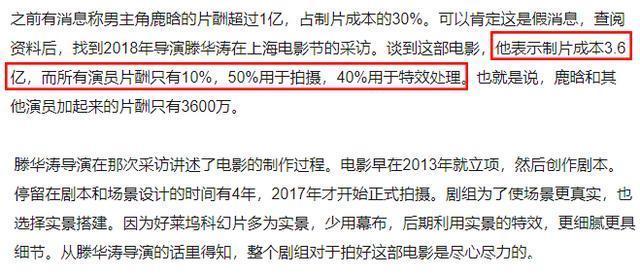 之前有消息称男主角鹿晗的片酬超过1亿，占制片成本的30%。可以肯定这是假消息，查阅
资料后，找到2018年导演滕华涛在上海电影节的采访。谈到这部电影，他表示制片成本3.6
亿，而所有演员片酬只有10%，50%用于拍摄，40%用于特效处理。也就是说，鹿晗和其
他演员加起来的片酬只有3600万。
滕华涛导演在那次采访讲述了电影的制作过程。电影早在2013年就立项，然后创作剧本。
停留在剧本和场景设计的时间有4年，2017年才开始正式拍摄。剧组为了使场景更真实，也
选择实景搭建。因为好莱坞科幻片多为实景，少用幕布，后期利用实景的特效，更细腻更具
细节。从滕华涛导演的话里得知，整个剧组对于拍好这部电影是尽心尽力的。